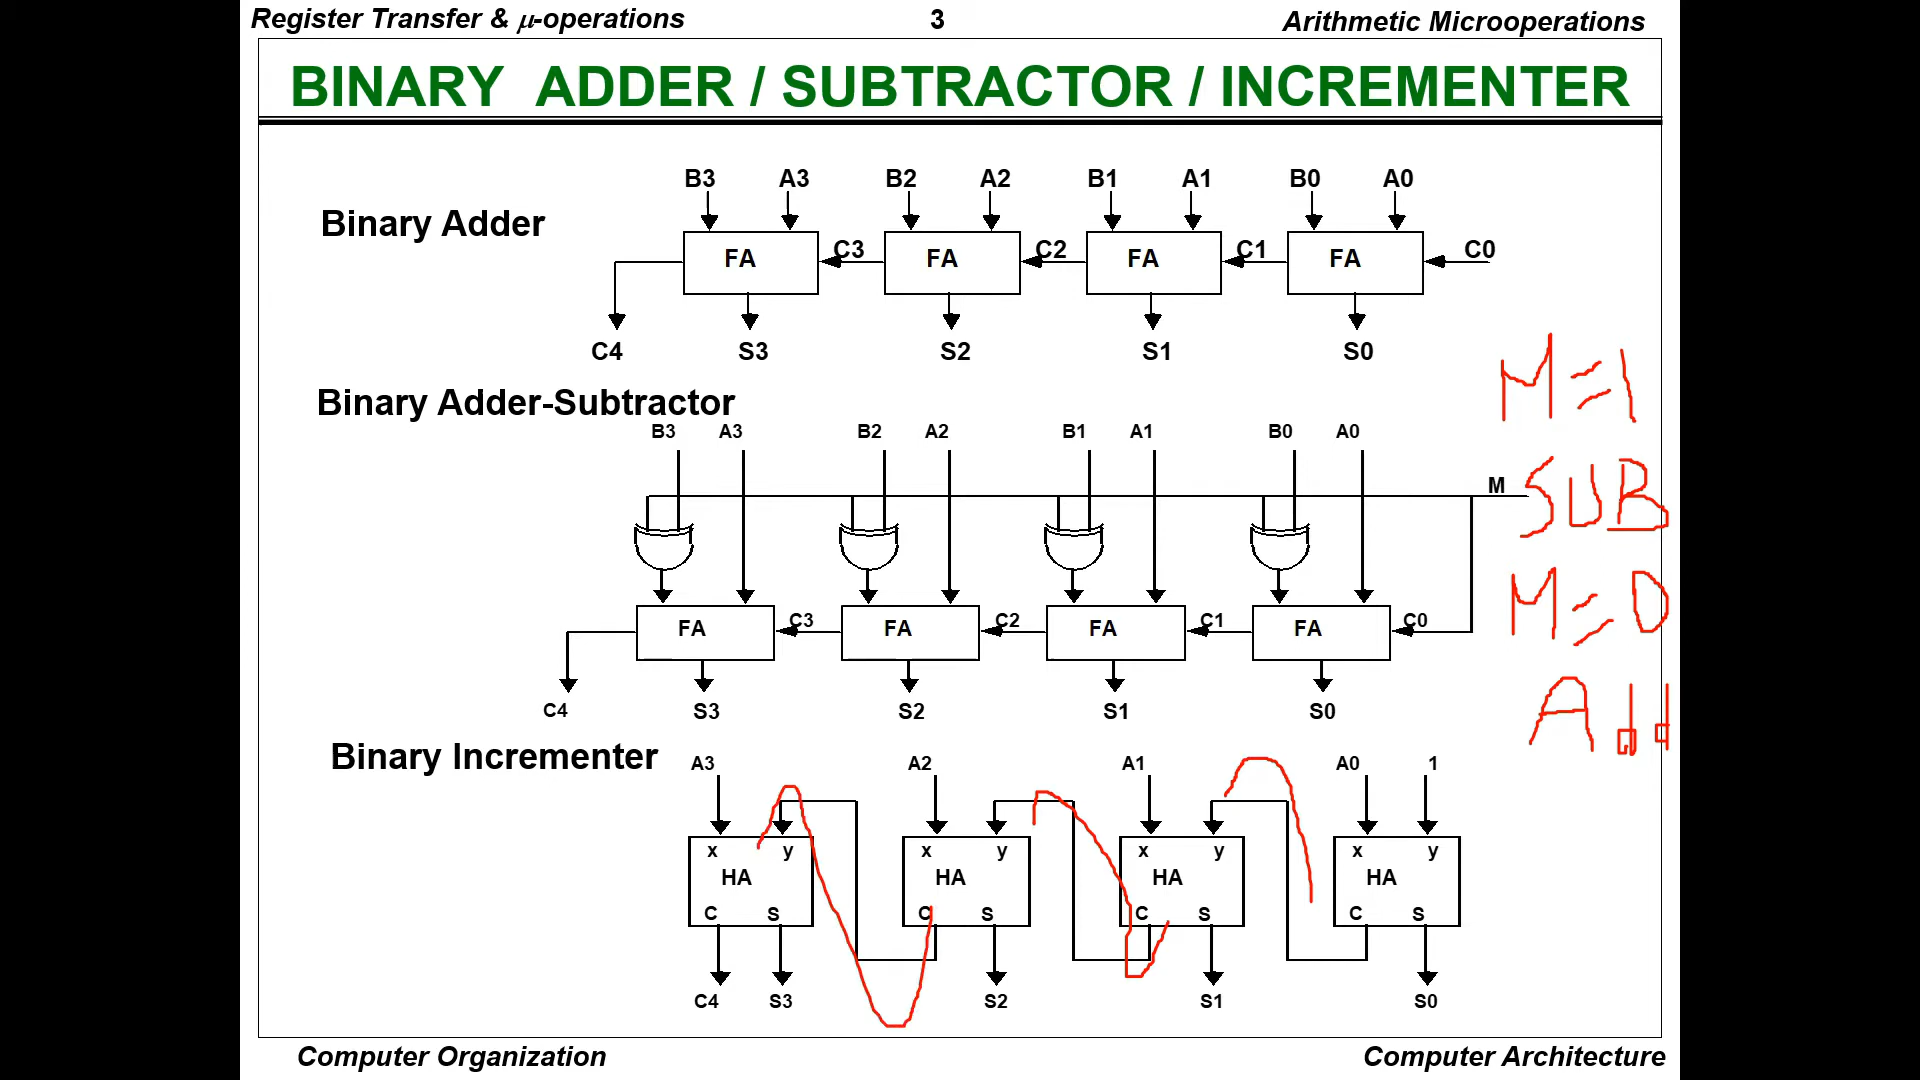 Register Transfer & μ-operations 3 Arithmetic Microoperations
BINARY ADDER / SUBTRACTOR / INCREMENTER
B3 A3 B2 A2 B1 A1 B0 A0
Binary Adder
FA C3 FA C2 FA C1 FA C0
C4 S3 S2 S1 S0
M=1
Binary Adder-Subtractor
B3 A3 B2 A2 B1 A1 B0 A0
M SUB
FA C3 FA C2 FA C1 FA C0
M=0
C4 S3 S2 S1 S0
Add
Binary Incrementer
A3 A2 A1 A0 1
x y x y x y x y
HA HA HA HA
C S C S C S C S
C4 S3 S2 S1 S0
Computer Organization Computer Architecture